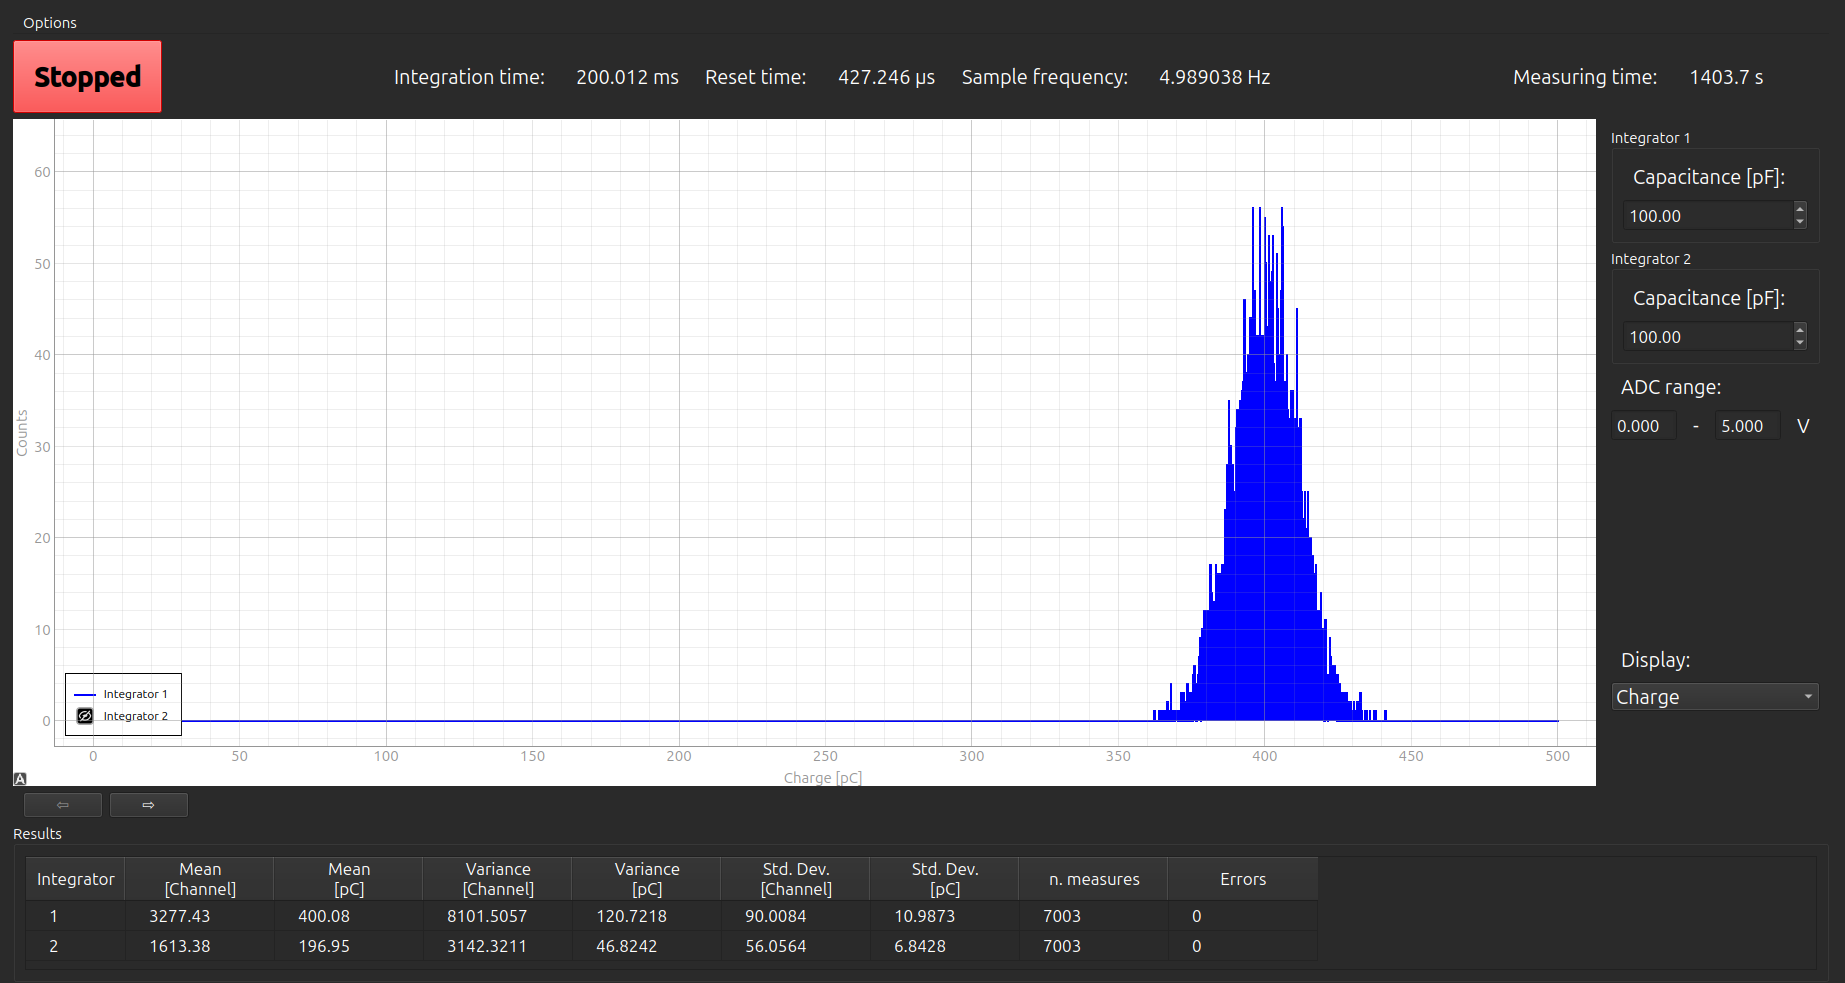 Options
Stopped
Integration time: 200.012 ms Reset time: 427.246 µs Sample frequency: 4.989038 Hz Measuring time: 1403.7 s
60
50
40
30
20
10
0
Counts
0 50 100 150 200 250 300 350 400 450 500
Charge [pC]
Integrator 1
Integrator 2
A
Integrator 1
Capacitance [pF]:
100.00
Integrator 2
Capacitance [pF]:
100.00
ADC range:
0.000 - 5.000 V
Display:
Charge
⇦ ⇨
Results
Integrator Mean [Channel] Mean [pC] Variance [Channel] Variance [pC] Std. Dev. [Channel] Std. Dev. [pC] n. measures Errors
1 3277.43 400.08 8101.5057 120.7218 90.0084 10.9873 7003 0
2 1613.38 196.95 3142.3211 46.8242 56.0564 6.8428 7003 0